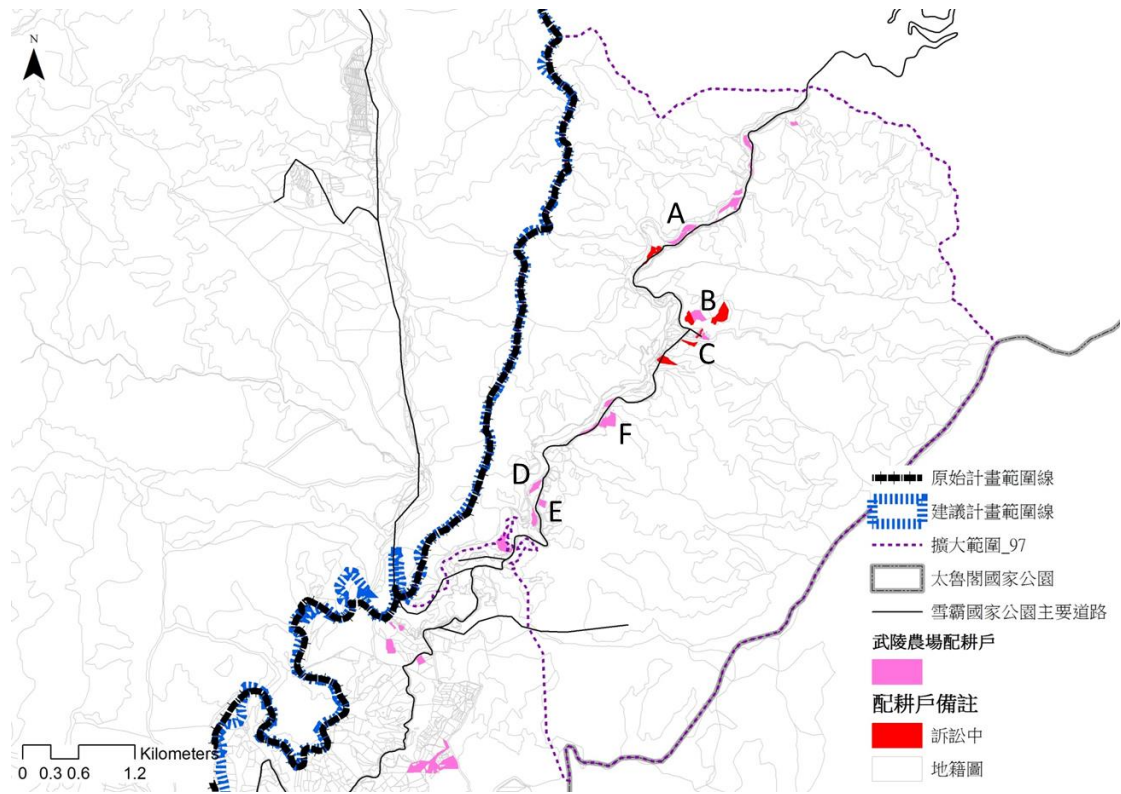 N
A
B
C
F
D
E
原始計畫範圍線
建議計畫範圍線
擴大範圍_97
太魯閣國家公園
雪霸國家公園主要道路
武陵農場配耕戶
配耕戶備註
訴訟中
地籍圖
Kilometers
0 0.3 0.6 1.2